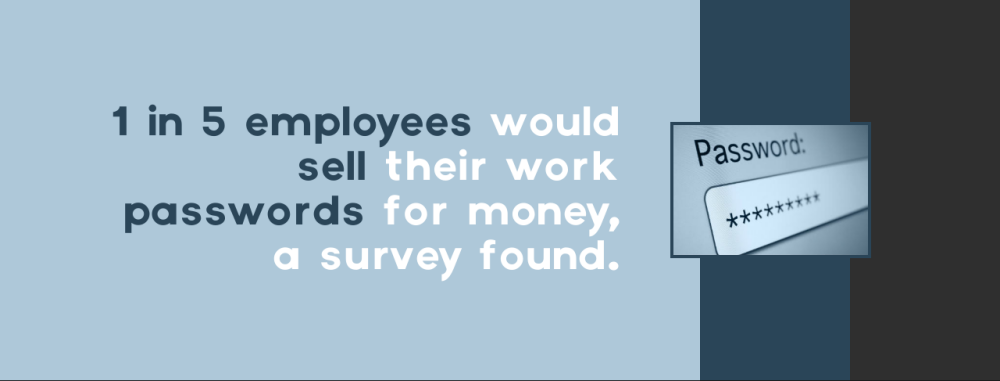 1 in 5 employees would
sell their work
passwords for money,
a survey found.
Password:
*********